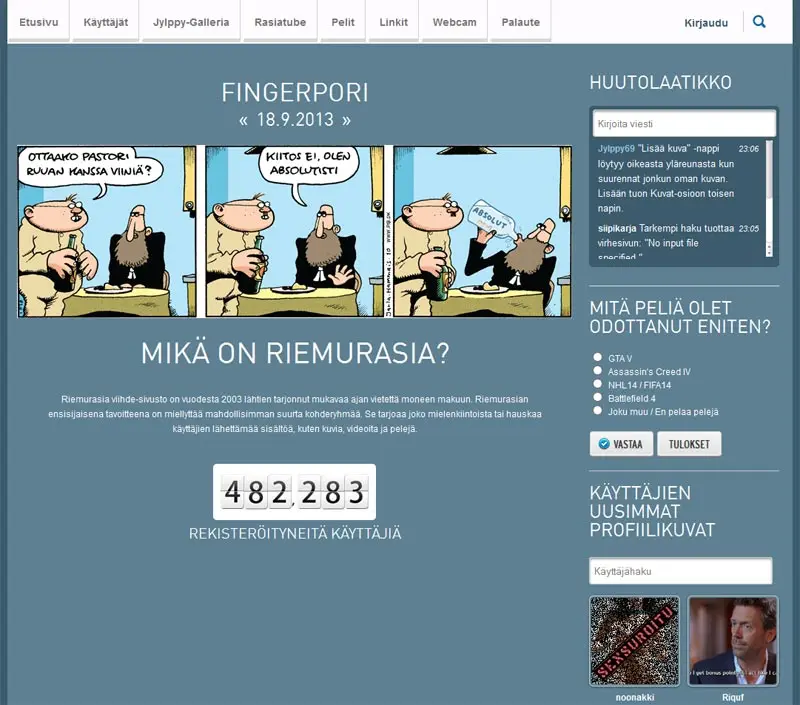 Etusivu
Käyttäjät
Jylppy-Galleria
Rasiatube
Pelit
Linkit
Webcam
Palaute
Kirjaudu
FINGERPORI
« 18.9.2013 »
OTTAAKO PASTORI
RUUAN KANSSA VIINIÄ?
KIITOS EI, OLEN
ABSOLUTISTI
ABSOLUT
MIKÄ ON RIEMURASIA?
Riemurasia viihde-sivusto on vuodesta 2003 lähtien tarjonnut mukavaa ajan vietettä moneen makuun. Riemurasian
ensisijaisena tavoitteena on miellyttää mahdollisimman suurta kohderyhmää. Se tarjoaa joko mielenkiintoista tai hauskaa
käyttäjien lähettämää sisältöä, kuten kuvia, videoita ja pelejä.
482,283
REKISTERÖITYNEITÄ KÄYTTÄJIÄ
HUUTOLAATIKKO
Kirjoita viesti
Jylppy69 "Lisää kuva" -nappi 23:06
löytyy oikeasta yläreunasta kun
suurennat jonkun oman kuvan.
Lisään tuon Kuvat-osioon toisen
napin.
siipikarja Tarkempi haku tuottaa 23:05
virhesivun: "No input file
specified."
MITÄ PELIÄ OLET
ODOTTANUT ENITEN?
GTA V
Assassin's Creed IV
NHL14 / FIFA14
Battlefield 4
Joku muu / En pelaa pelejä
VASTAA
TULOKSET
KÄYTTÄJIEN
UUSIMMAT
PROFIILIKUVAT
Käyttäjähaku
SEXSUROITU
noonakki
Riquf